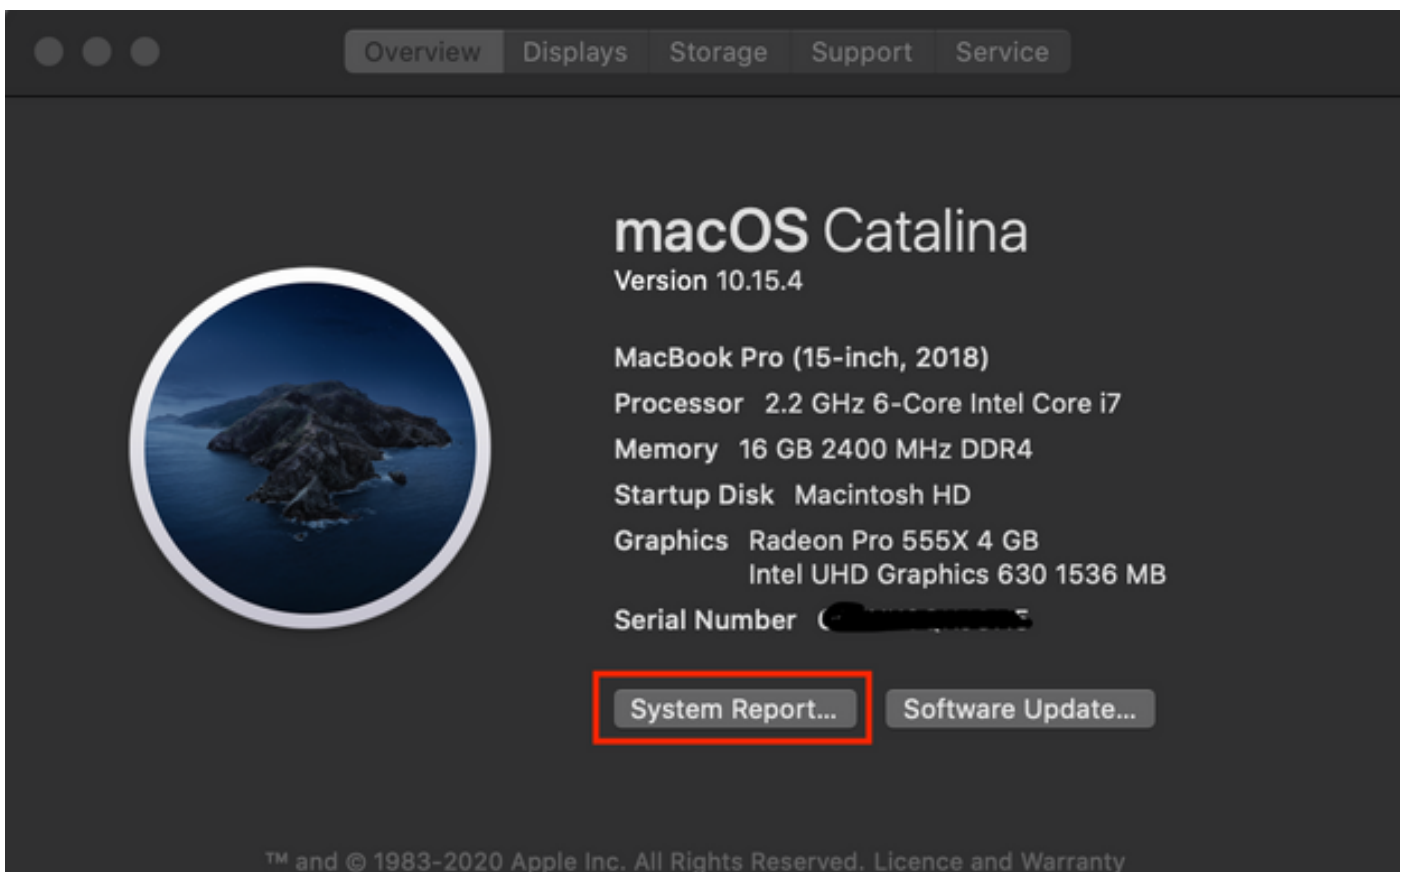 Overview Displays Storage Support Service
macOS Catalina
Version 10.15.4
MacBook Pro (15-inch, 2018)
Processor 2.2 GHz 6-Core Intel Core i7
Memory 16 GB 2400 MHz DDR4
Startup Disk Macintosh HD
Graphics Radeon Pro 555X 4 GB
Intel UHD Graphics 630 1536 MB
Serial Number
System Report... Software Update...
™ and © 1983-2020 Apple Inc. All Rights Reserved. Licence and Warranty